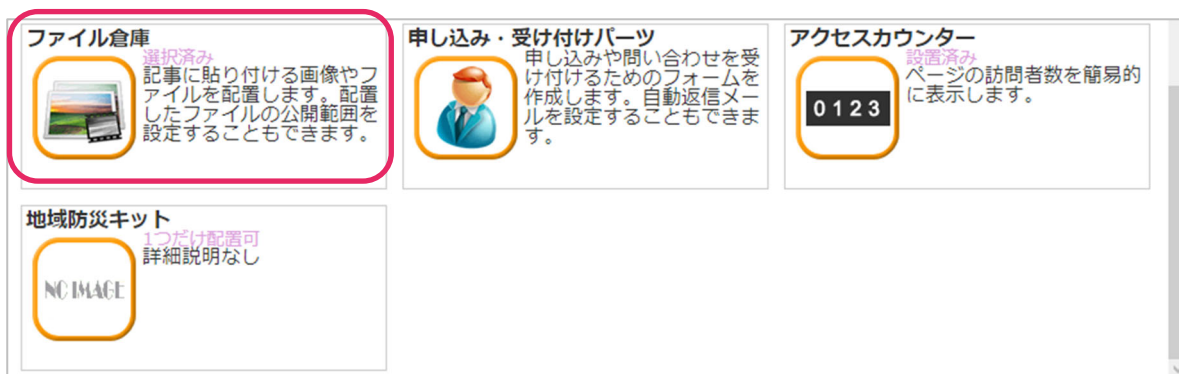 ファイル倉庫
選択済み
記事に貼り付ける画像やフ
ァイルを配置します。配置
したファイルの公開範囲を
設定することもできます。
申し込み・受け付けパーツ
申し込みや問い合わせを受
け付けるためのフォームを
作成します。自動返信メー
ルを設定することもできま
す。
アクセスカウンター
設置済み
ページの訪問者数を簡易的
に表示します。
0123
地域防災キット
1つだけ配置可
詳細説明なし
NO IMAGE